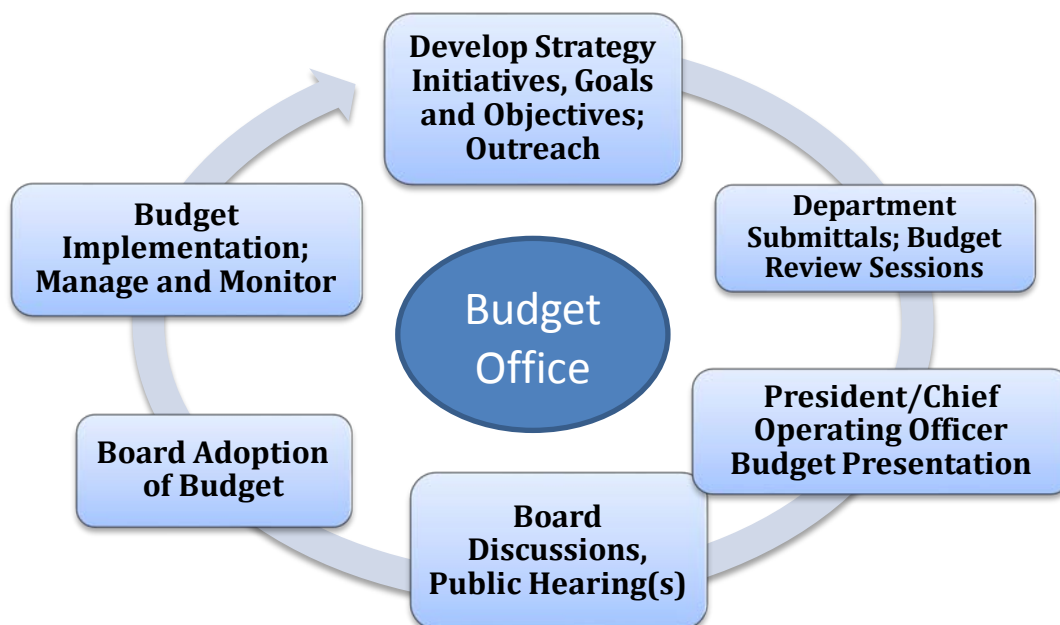 Develop Strategy
Initiatives, Goals
and Objectives;
Outreach
Department
Submittals; Budget
Review Sessions
President/Chief
Operating Officer
Budget Presentation
Board
Discussions,
Public Hearing(s)
Board Adoption
of Budget
Budget
Implementation;
Manage and Monitor
Budget
Office